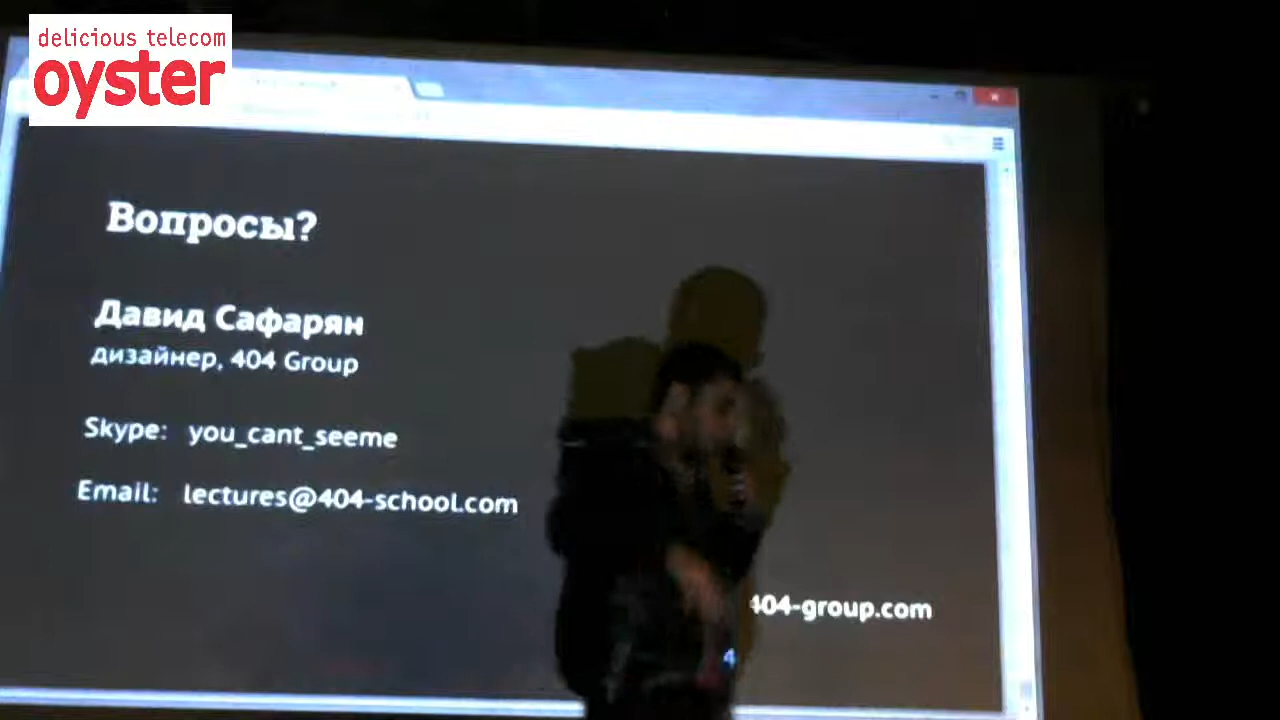 delicious telecom
oyster
Вопросы?
Давид Сафарян
дизайнер, 404 Group
Skype: you_cant_seeme
Email: lectures@404-school.com
404-group.com